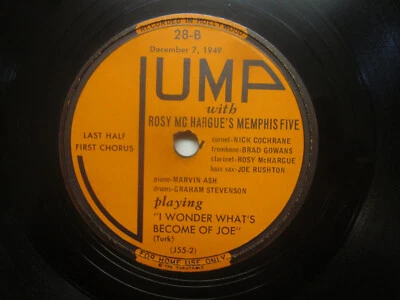 RECORDED IN HOLLYWOOD
28-B
December 7, 1949
JUMP
with
ROSY MC HARGUE'S MEMPHIS FIVE
LAST HALF
FIRST CHORUS
cornet-NICK COCHRANE
trombone-BRAD GOWANS
clarinet-ROSY McHARGUE
bass sax-JOE RUSHTON
piano-MARVIN ASH
drums-GRAHAM STEVENSON
playing
"I WONDER WHAT'S
BECOME OF JOE"
(Turk)
(J55-2)
FOR HOME USE ONLY